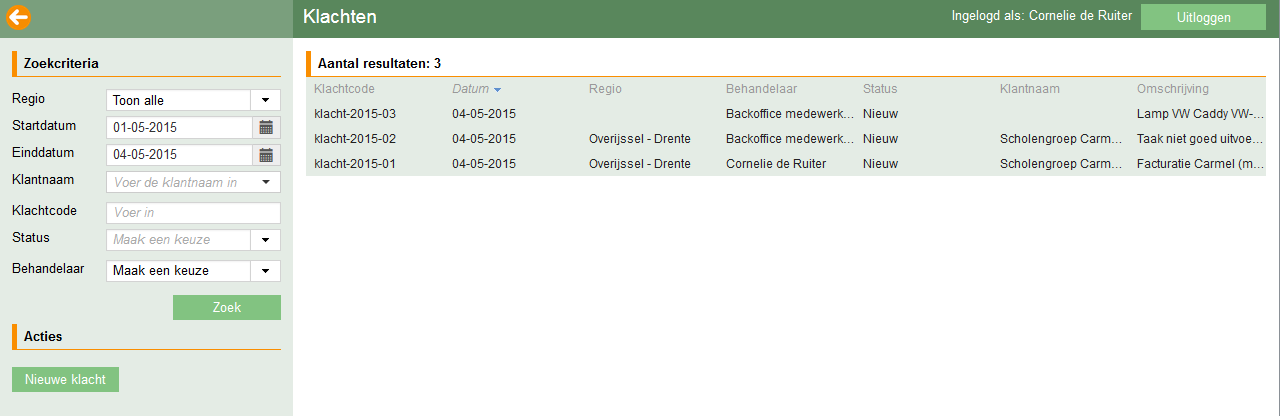 Klachten
Ingelogd als: Cornelie de Ruiter
Uitloggen
Zoekcriteria
Regio Toon alle
Startdatum 01-05-2015
Einddatum 04-05-2015
Klantnaam Voer de klantnaam in
Klachtcode Voer in
Status Maak een keuze
Behandelaar Maak een keuze
Zoek
Acties
Nieuwe klacht
Aantal resultaten: 3
Klachtcode Datum Regio Behandelaar Status Klantnaam Omschrijving
klacht-2015-03 04-05-2015 Backoffice medewerk... Nieuw Lamp VW Caddy VW-...
klacht-2015-02 04-05-2015 Overijssel - Drente Backoffice medewerk... Nieuw Scholengroep Carm... Taak niet goed uitvoe...
klacht-2015-01 04-05-2015 Overijssel - Drente Cornelie de Ruiter Nieuw Scholengroep Carm... Facturatie Carmel (m...